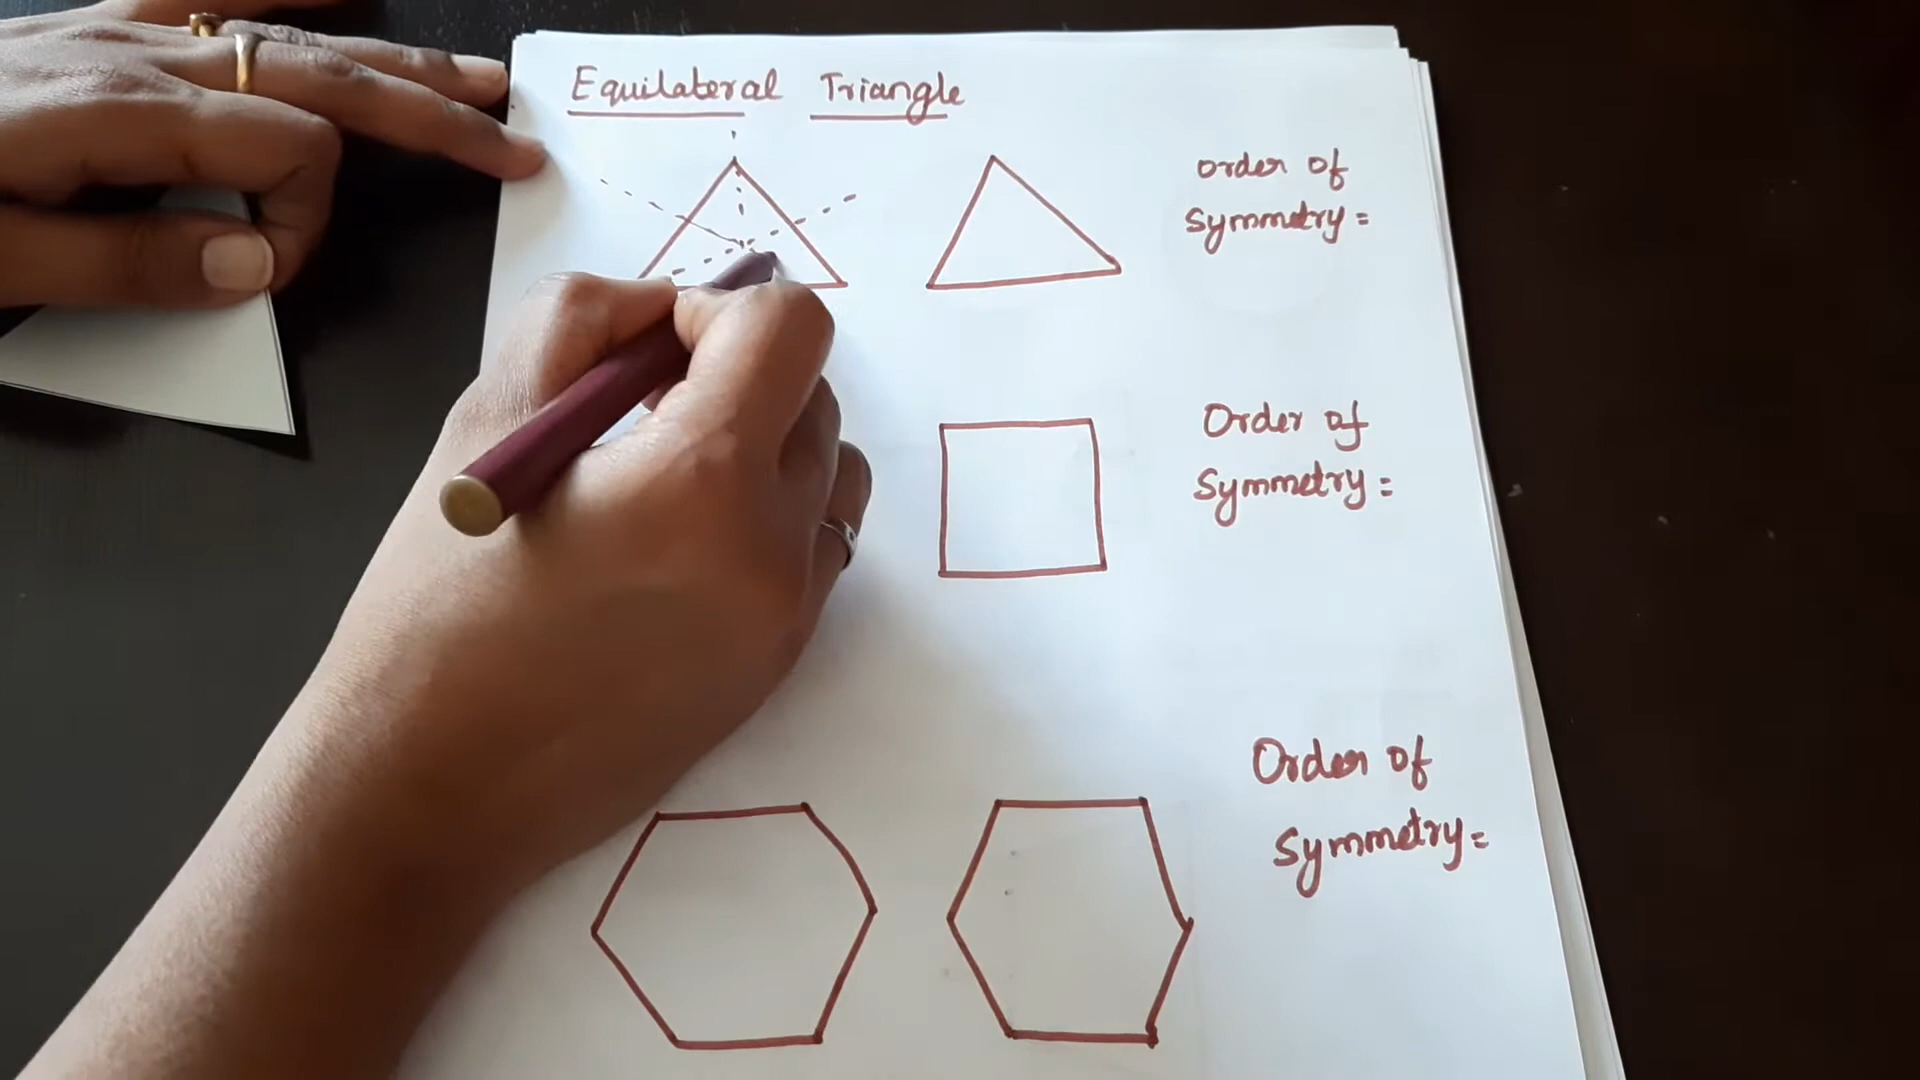 Equilateral Triangle
Order of
Symmetry =
Order of
Symmetry =
Order of
Symmetry =